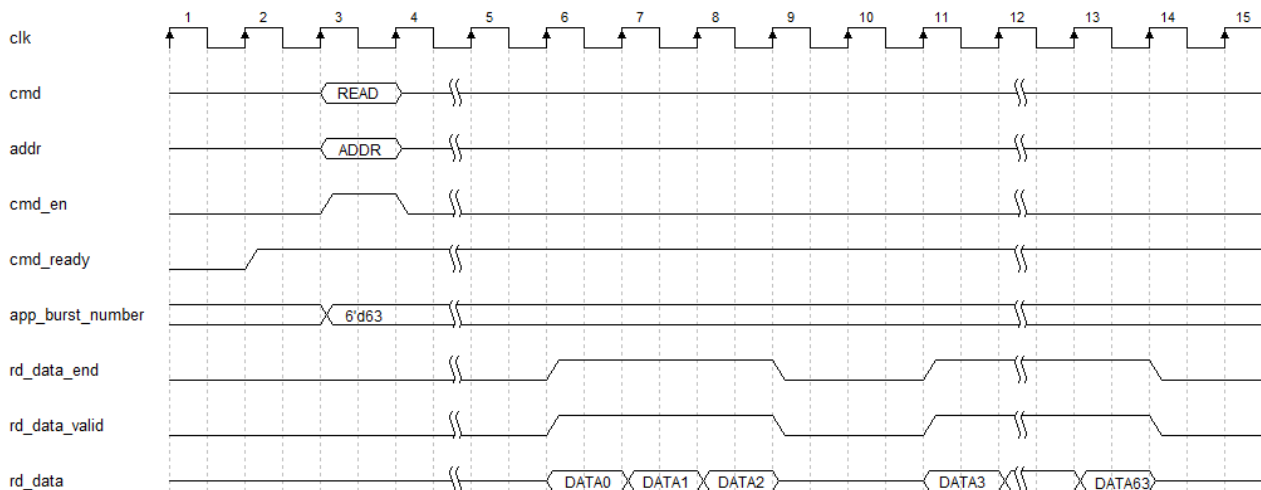 1 2 3 4 5 6 7 8 9 10 11 12 13 14 15
clk
cmd READ
addr ADDR
cmd_en
cmd_ready
app_burst_number 6'd63
rd_data_end
rd_data_valid
rd_data DATA0 DATA1 DATA2 DATA3 DATA63